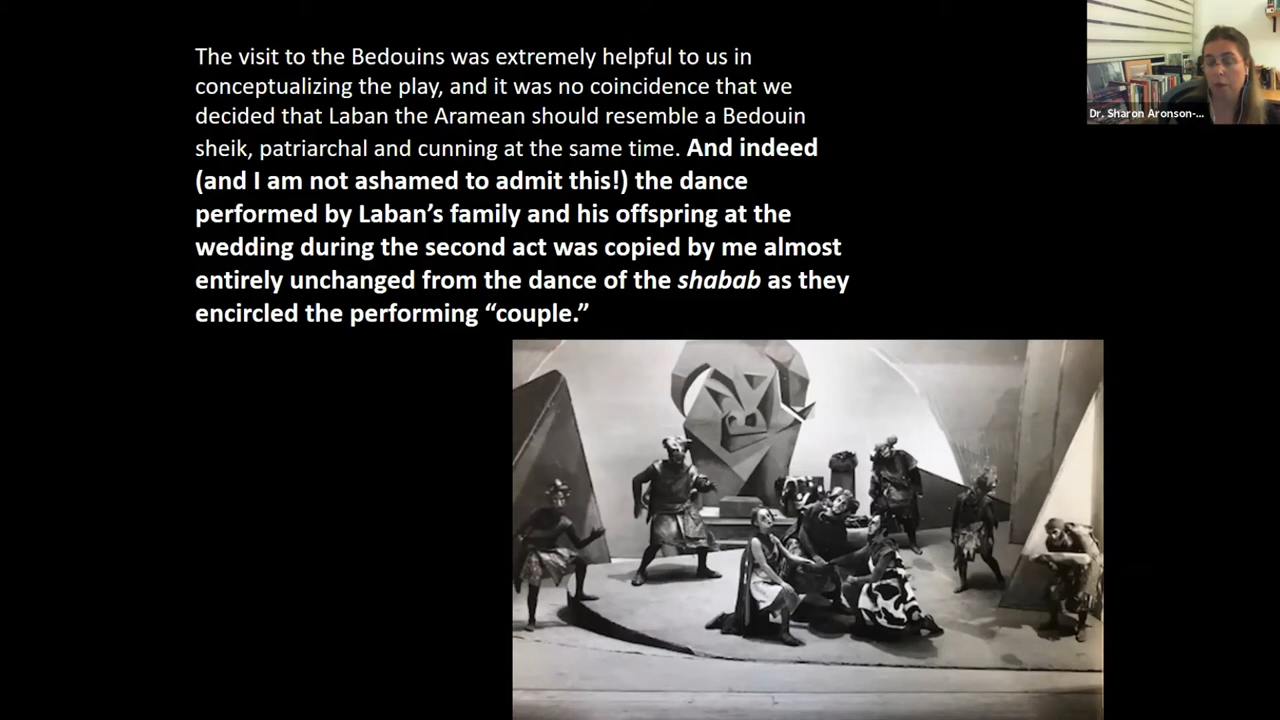 The visit to the Bedouins was extremely helpful to us in
conceptualizing the play, and it was no coincidence that we
decided that Laban the Aramean should resemble a Bedouin
sheik, patriarchal and cunning at the same time. And indeed
(and I am not ashamed to admit this!) the dance
performed by Laban’s family and his offspring at the
wedding during the second act was copied by me almost
entirely unchanged from the dance of the shabab as they
encircled the performing “couple.”
Dr. Sharon Aronson-...